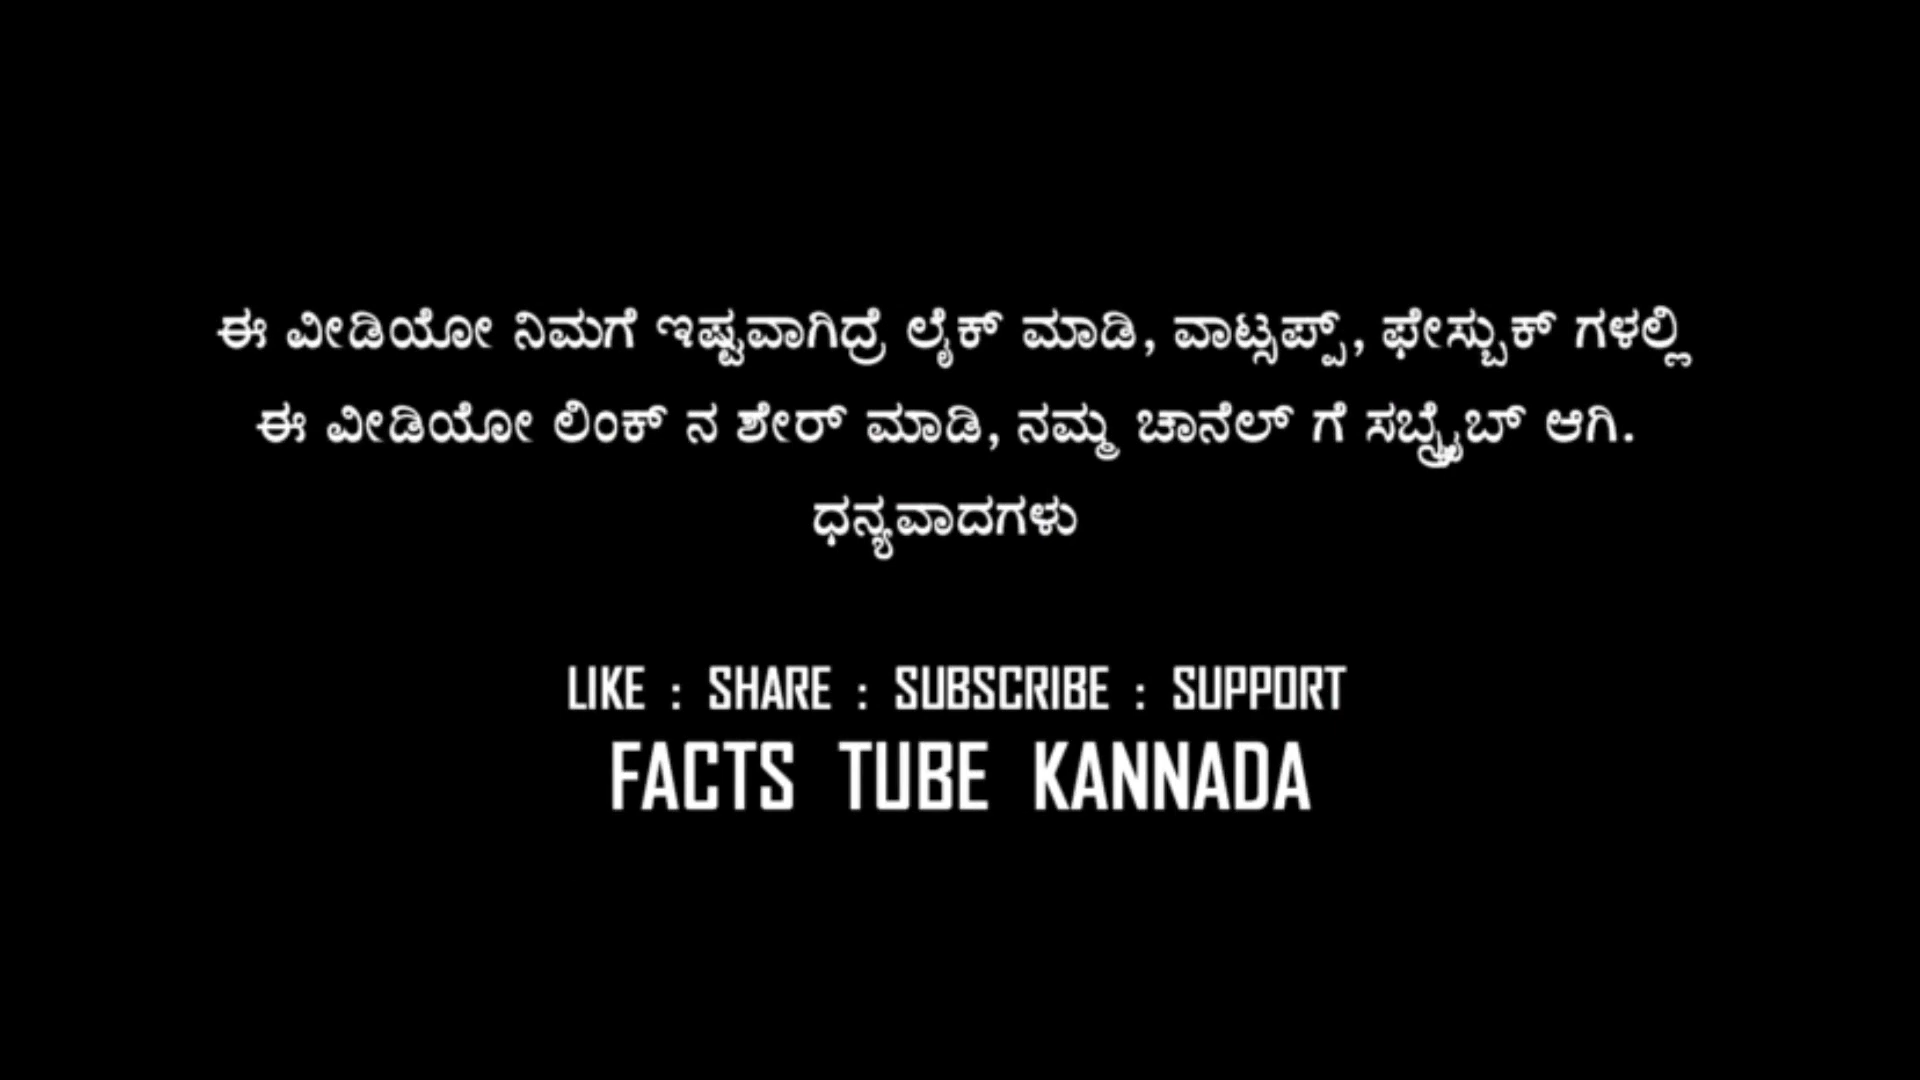 ಈ ವೀಡಿಯೋ ನಿಮಗೆ ಇಷ್ಟವಾಗಿದ್ರೆ ಲೈಕ್ ಮಾಡಿ, ವಾಟ್ಸಪ್ಪ್, ಫೇಸ್ಬುಕ್ ಗಳಲ್ಲಿ
ಈ ವೀಡಿಯೋ ಲಿಂಕ್ ನ ಶೇರ್ ಮಾಡಿ, ನಮ್ಮ ಚಾನೆಲ್ ಗೆ ಸಬ್ಸ್ಕ್ರೈಬ್ ಆಗಿ.
ಧನ್ಯವಾದಗಳು
LIKE : SHARE : SUBSCRIBE : SUPPORT
FACTS TUBE KANNADA